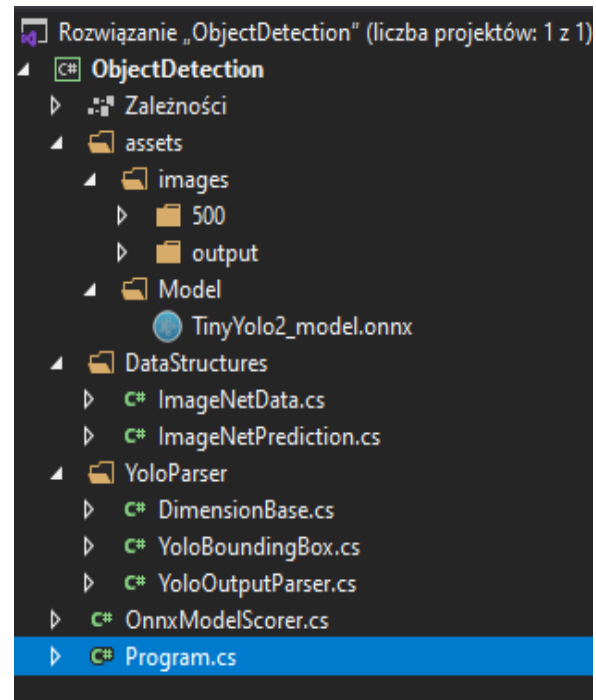 Rozwiązanie „ObjectDetection” (liczba projektów: 1 z 1)
C# ObjectDetection
Zależności
assets
images
500
output
Model
TinyYolo2_model.onnx
DataStructures
C# ImageNetData.cs
C# ImageNetPrediction.cs
YoloParser
C# DimensionBase.cs
C# YoloBoundingBox.cs
C# YoloOutputParser.cs
C# OnnxModelScorer.cs
C# Program.cs